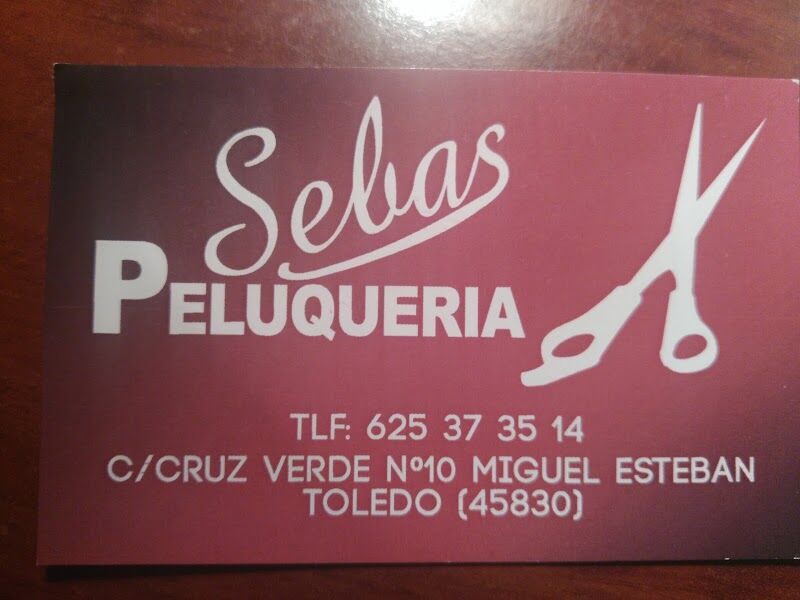 Sebas
PELUQUERIA
TLF: 625 37 35 14
C/CRUZ VERDE Nº10 MIGUEL ESTEBAN
TOLEDO (45830)